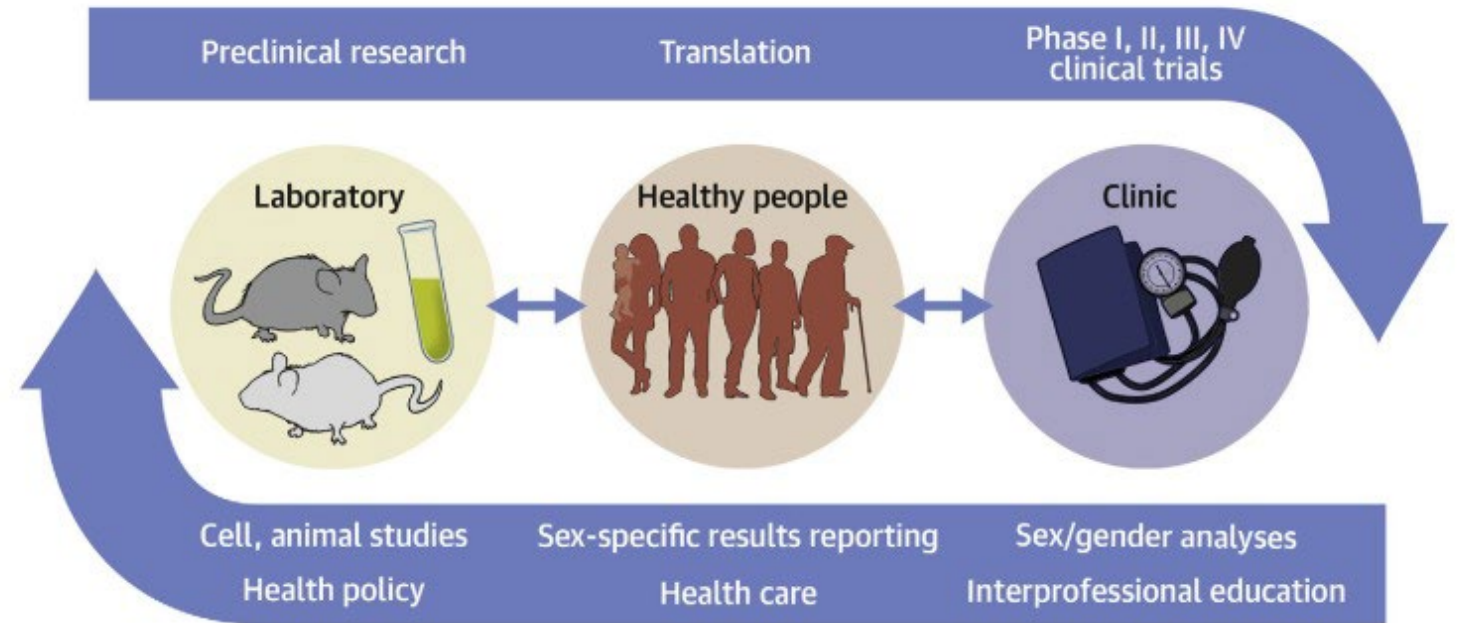 Preclinical research
Translation
Phase I, II, III, IV
clinical trials
Laboratory
Healthy people
Clinic
Cell, animal studies
Sex-specific results reporting
Sex/gender analyses
Health policy
Health care
Interprofessional education